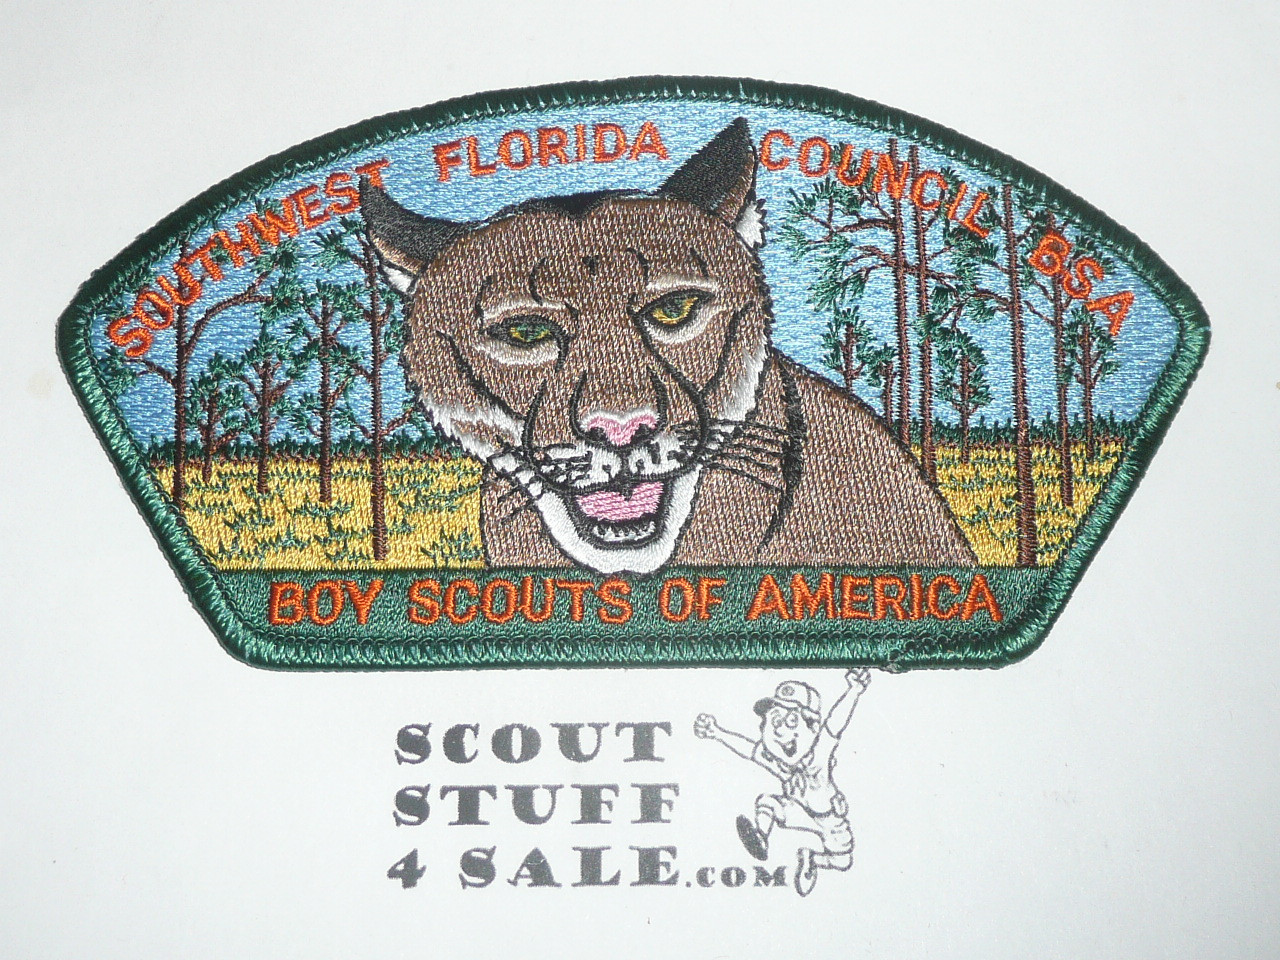 SOUTHWEST FLORIDA COUNCIL BSA
BOY SCOUTS OF AMERICA
SCOUT
STUFF
4 SALE.COM